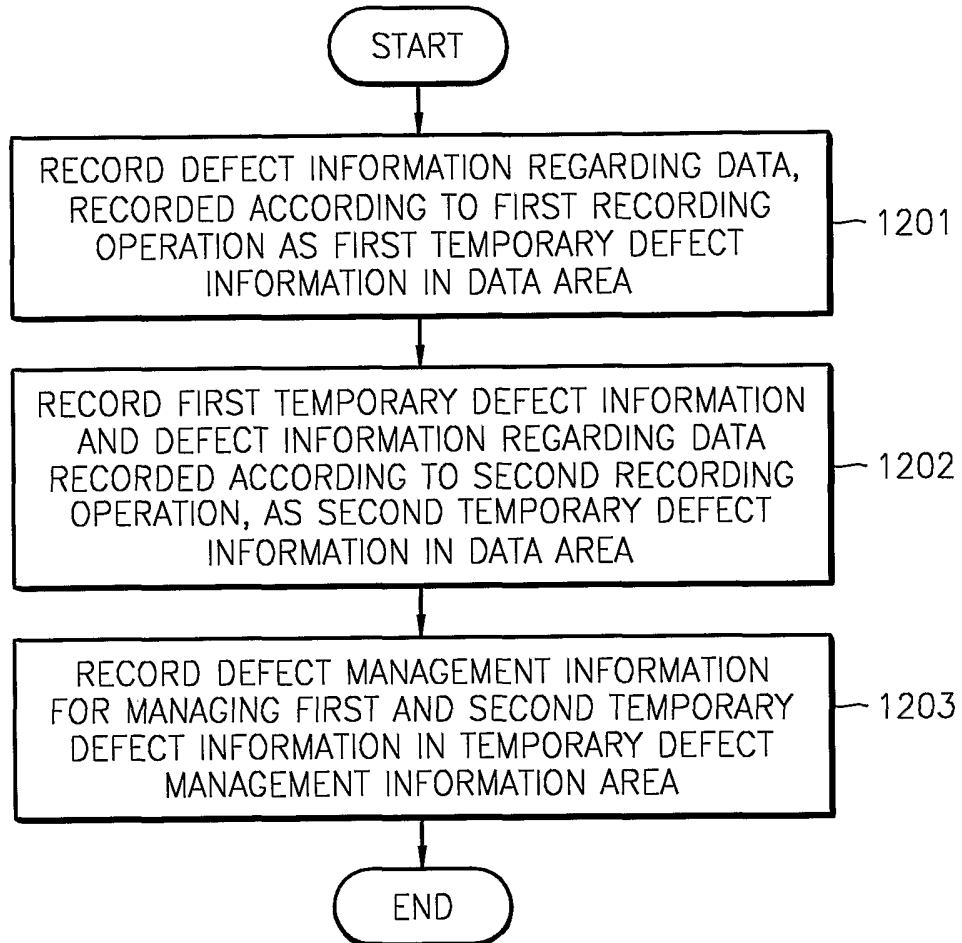 START
RECORD DEFECT INFORMATION REGARDING DATA,
RECORDED ACCORDING TO FIRST RECORDING
OPERATION AS FIRST TEMPORARY DEFECT
INFORMATION IN DATA AREA
1201
RECORD FIRST TEMPORARY DEFECT INFORMATION
AND DEFECT INFORMATION REGARDING DATA
RECORDED ACCORDING TO SECOND RECORDING
OPERATION, AS SECOND TEMPORARY DEFECT
INFORMATION IN DATA AREA
1202
RECORD DEFECT MANAGEMENT INFORMATION
FOR MANAGING FIRST AND SECOND TEMPORARY
DEFECT INFORMATION IN TEMPORARY DEFECT
MANAGEMENT INFORMATION AREA
1203
END